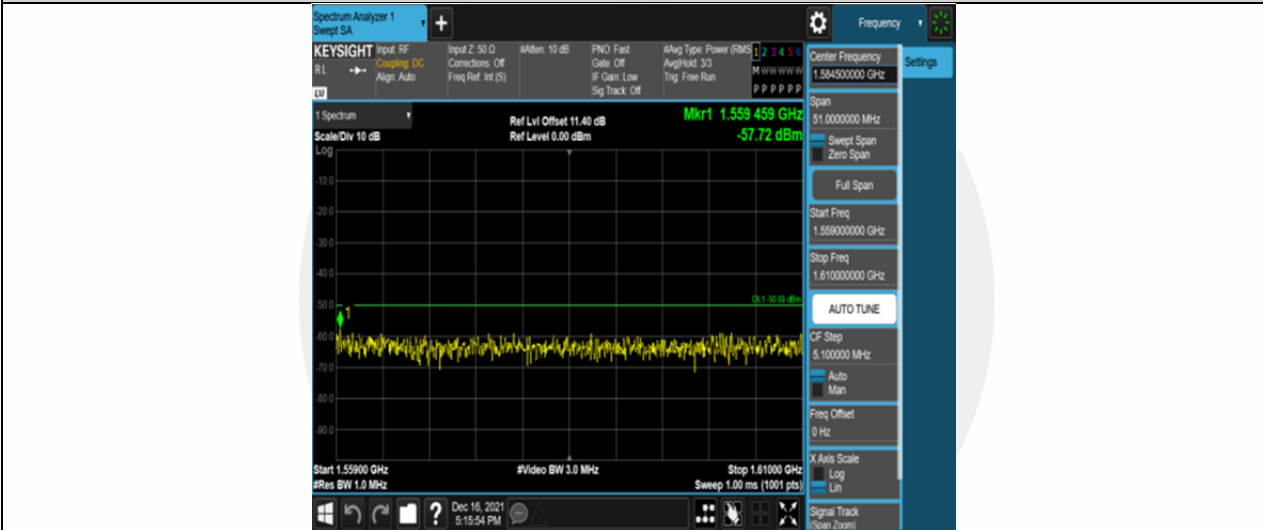 Spectrum Analyzer 1
Swept SA
+
Frequency
KEYSIGHT
RL
LV
Input: RF
Coupling: DC
Align: Auto
Input Z: 50 Ω
Corrections: Off
Freq Ref: Int (S)
#Atten: 10 dB
PNO: Fast
Gate: Off
IF Gain: Low
Sig Track: Off
#Avg Type: Power (RMS
Avg|Hold: 3/3
Trig: Free Run
1 2 3 4 5 6
M W W W W W
P P P P P P
1 Spectrum
Scale/Div 10 dB
Log
Ref Lvl Offset 11.40 dB
Ref Level 0.00 dBm
Mkr1 1.559 459 GHz
-57.72 dBm
-10.0
-20.0
-30.0
-40.0
-50.0
-60.0
-70.0
-80.0
-90.0
DL1 -50.00 dBm
1
Start 1.55900 GHz
#Res BW 1.0 MHz
#Video BW 3.0 MHz
Stop 1.61000 GHz
Sweep 1.00 ms (1001 pts)
Center Frequency
1.584500000 GHz
Settings
Span
51.0000000 MHz
Swept Span
Zero Span
Full Span
Start Freq
1.559000000 GHz
Stop Freq
1.610000000 GHz
AUTO TUNE
CF Step
5.100000 MHz
Auto
Man
Freq Offset
0 Hz
X Axis Scale
Log
Lin
Signal Track
(Span Zoom)
?
Dec 16, 2021
5:15:54 PM